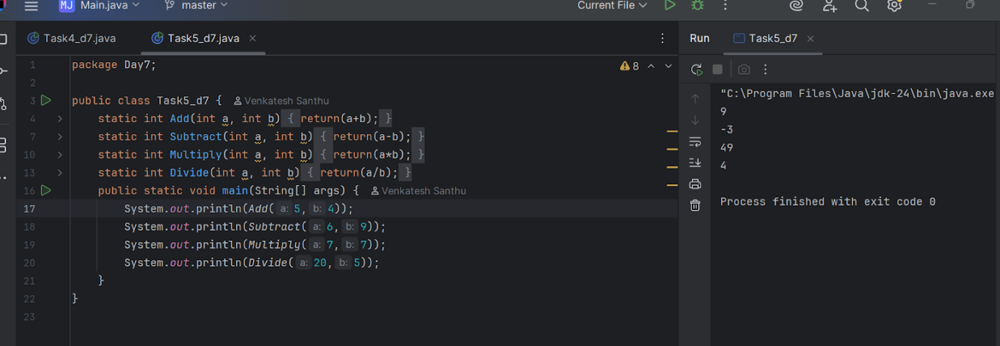 MJ Main.java master Current File
Task4_d7.java Task5_d7.java Run Task5_d7
8
1 package Day7;
2
3 public class Task5_d7 { Venkatesh Santhu
4 static int Add(int a, int b) { return(a+b); }
7 static int Subtract(int a, int b) { return(a-b); }
10 static int Multiply(int a, int b) { return(a*b); }
13 static int Divide(int a, int b) { return(a/b); }
16 public static void main(String[] args) { Venkatesh Santhu
17 System.out.println(Add( a: 5, b: 4));
18 System.out.println(Subtract( a: 6, b: 9));
19 System.out.println(Multiply( a: 7, b: 7));
20 System.out.println(Divide( a: 20, b: 5));
21 }
22 }
23
"C:\Program Files\Java\jdk-24\bin\java.exe
9
-3
49
4
Process finished with exit code 0